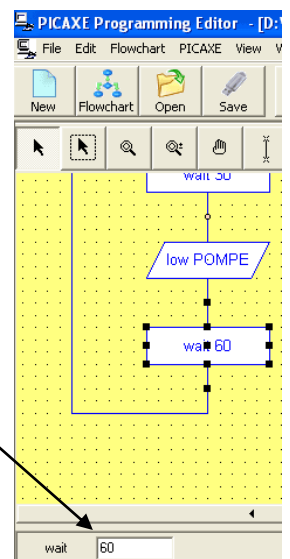 PICAXE Programming Editor - [D:\
File Edit Flowchart PICAXE View
New Flowchart Open Save
wait 30
low POMPE
wait 60
wait 60